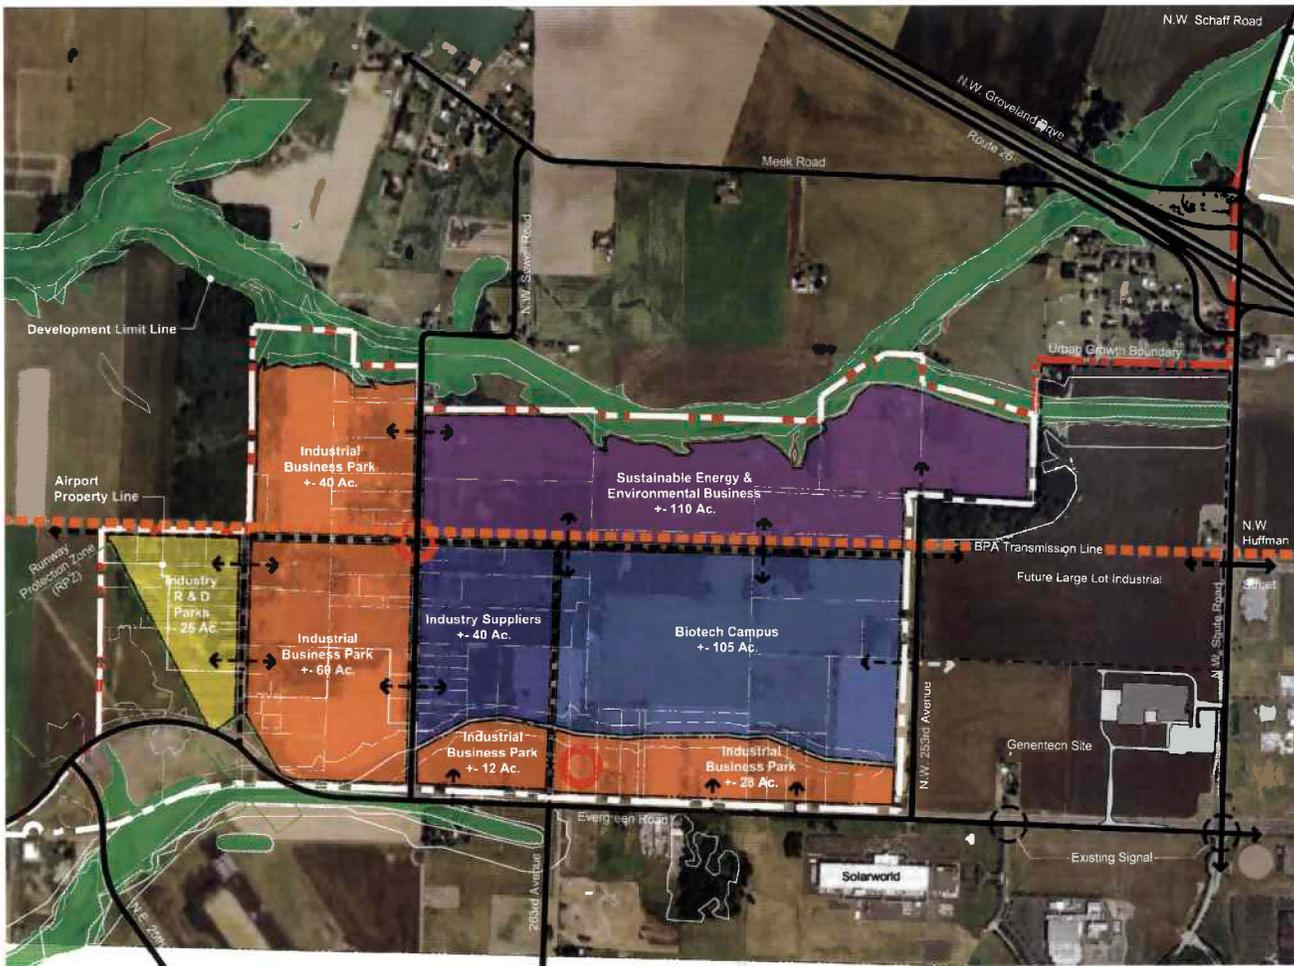 N.W. Schaff Road
N.W. Groveland Drive
Route 26
Meek Road
N.W. Sewel Road
Development Limit Line
Urban Growth Boundary
Industrial
Business Park
+- 40 Ac.
Sustainable Energy &
Environmental Business
+- 110 Ac.
Airport
Property Line
Runway
Protection Zone
(RPZ)
N.W
Huffman
Street
BPA Transmission Line
Future Large Lot Industrial
Industry
R & D
Parks
+- 25 Ac.
Industrial
Business Park
+- 60 Ac.
Industry Suppliers
+- 40 Ac.
Biotech Campus
+- 105 Ac.
N.W. Shute Road
N.W. 253rd Avenue
Genentech Site
Industrial
Business Park
+- 12 Ac.
Industrial
Business Park
+- 28 Ac.
Evergreen Road
Existing Signal
Solarworld
263rd Avenue
N.E. 25th